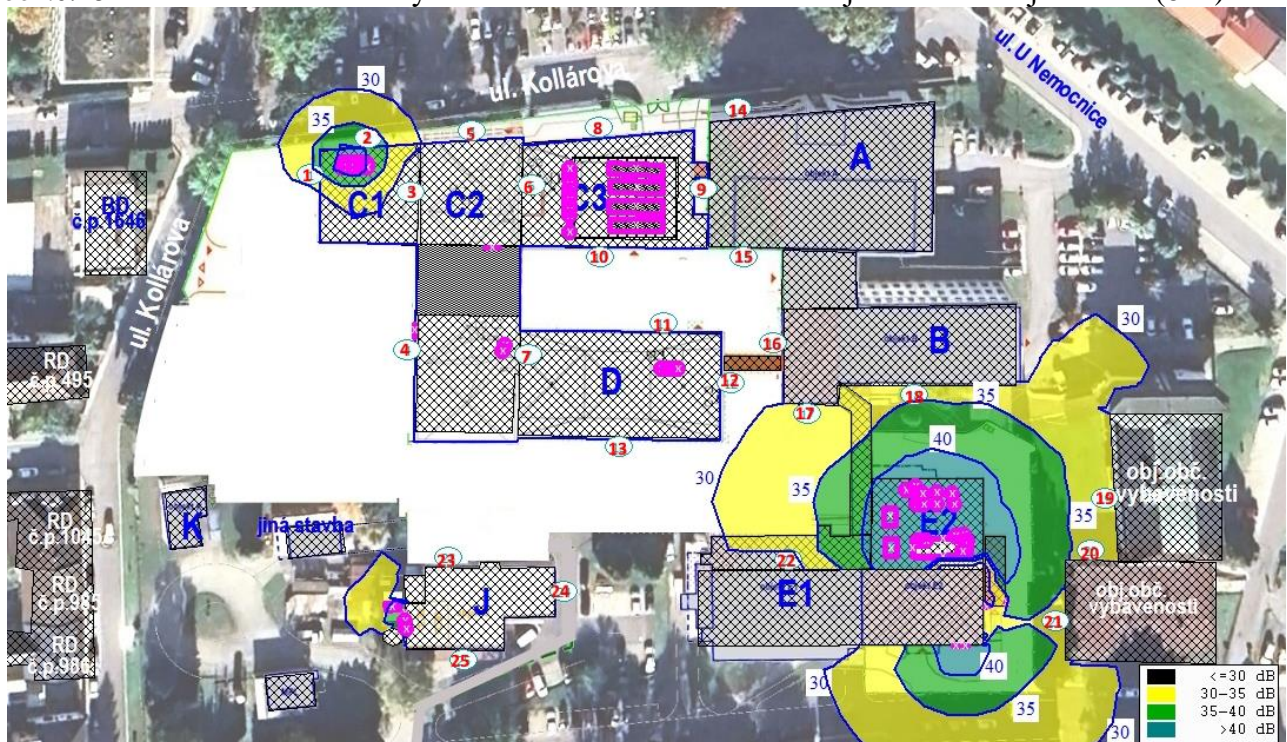 30
ul. Kollárova
ul. U Nemocnice
35
2
5
8
14
A
1
3
6
9
C1
C2
C3
BD
č.p.1646
10
15
ul. Kollárova
4
7
11
16
B
30
RD
č.p.495
D
12
17
18
35
13
30
35
40
obj.obč.
vybavenosti
19
35
E2
K
jiná stavba
RD
RD
č.p.985
RD
č.p.986
20
22
23
24
J
E1
obj.obč.
vybavenosti
21
25
30
40
35
30
<=30 dB
30-35 dB
35-40 dB
>40 dB